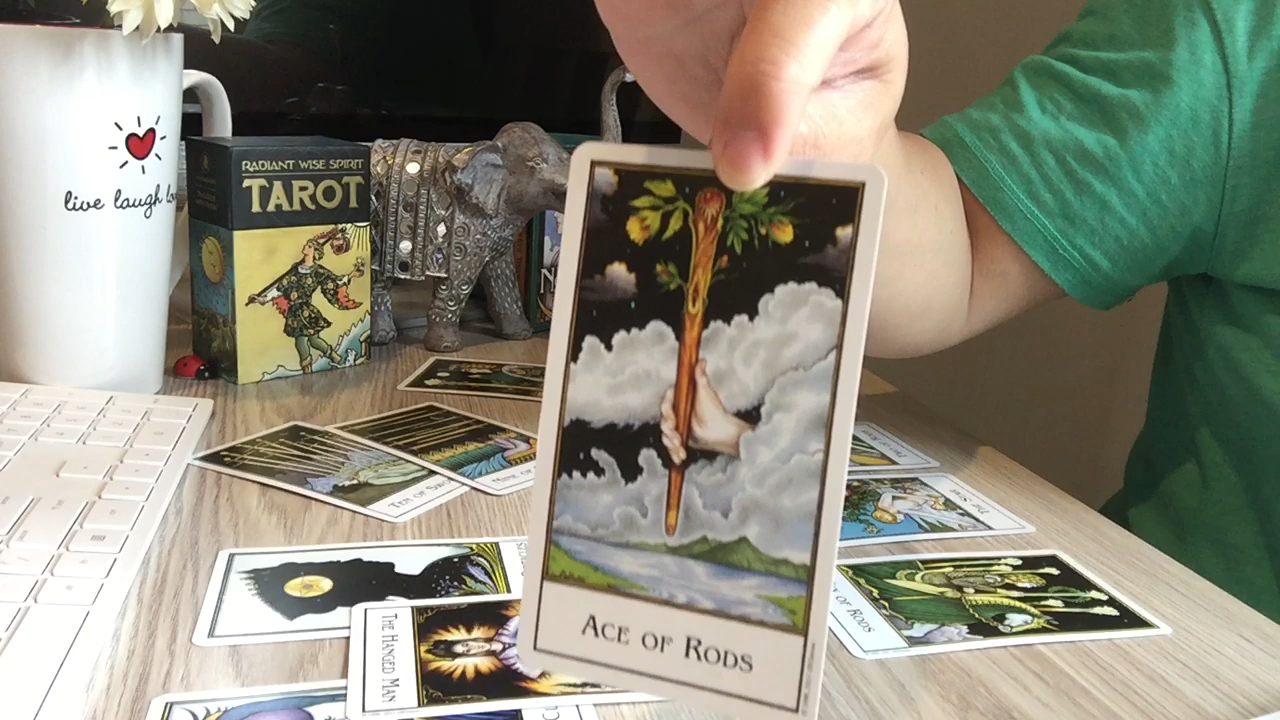 live laugh lo
RADIANT WISE SPIRIT
TAROT
ACE OF RODS
TEN OF SWO
NINE OF
THE STAR
OF RODS
THE HANGED MAN